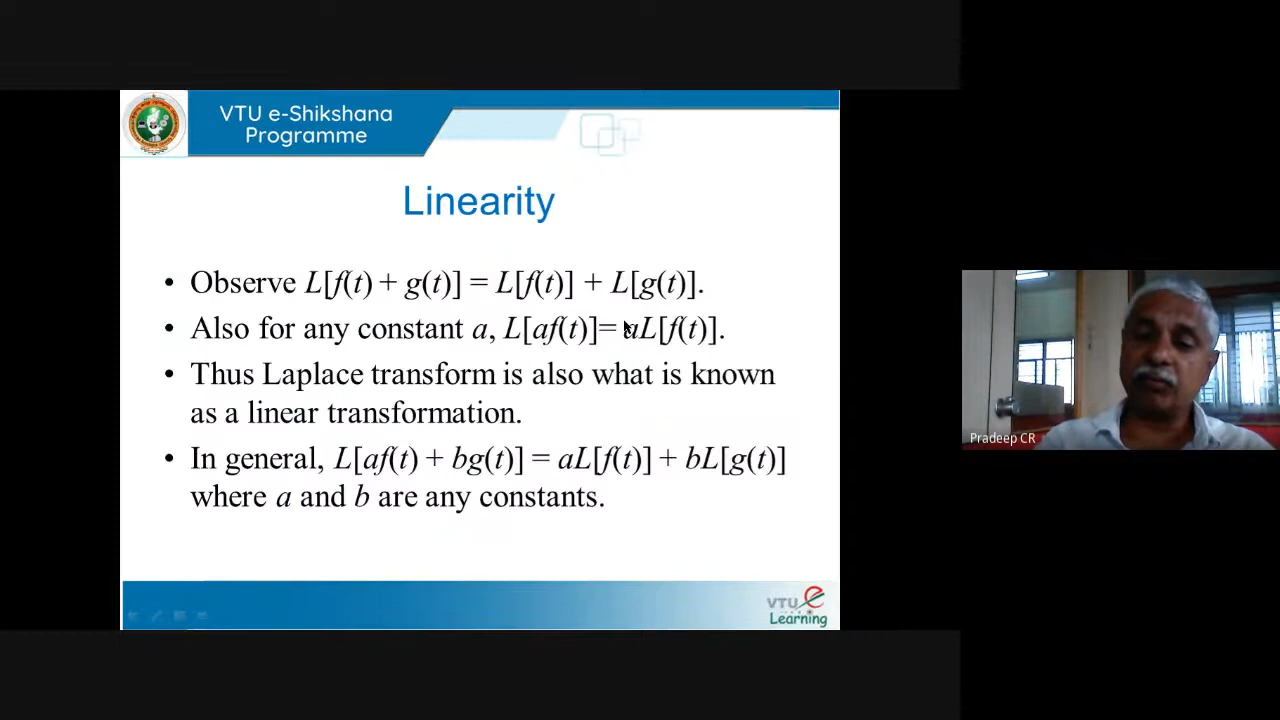 VTU e-Shikshana
Programme
Linearity
• Observe L[f(t) + g(t)] = L[f(t)] + L[g(t)].
• Also for any constant a, L[af(t)]= aL[f(t)].
• Thus Laplace transform is also what is known
as a linear transformation.
• In general, L[af(t) + bg(t)] = aL[f(t)] + bL[g(t)]
where a and b are any constants.
Pradeep CR
VTU e
Learning